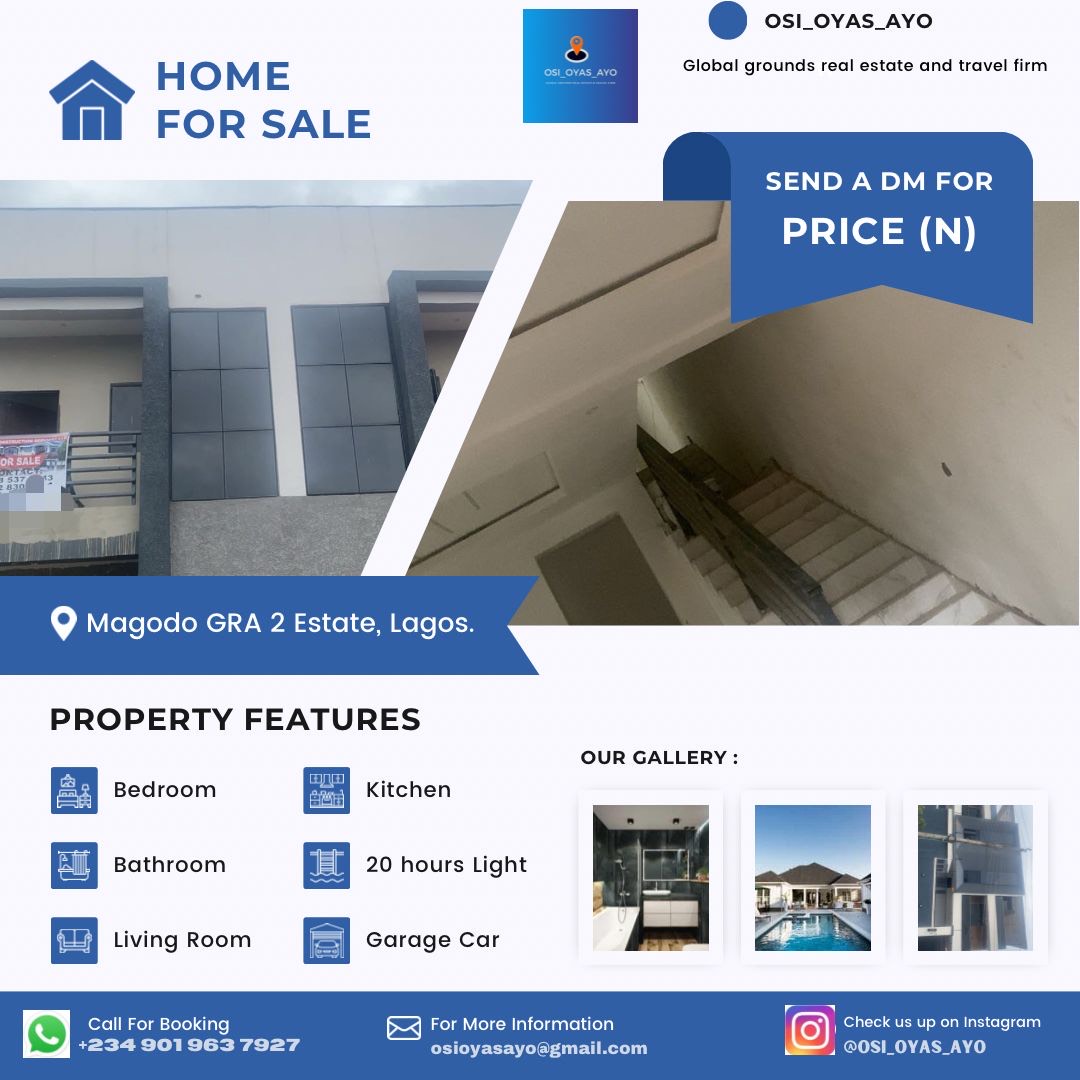 HOME
FOR SALE
OSI_OYAS_AYO
OSI_OYAS_AYO
Global grounds real estate and travel firm
SEND A DM FOR
PRICE (N)
OR SALE
Magodo GRA 2 Estate, Lagos.
PROPERTY FEATURES
Bedroom
Kitchen
Bathroom
20 hours Light
Living Room
Garage Car
OUR GALLERY :
Call For Booking
+234 901 963 7927
For More Information
osioyasayo@gmail.com
Check us up on Instagram
@OSI_OYAS_AYO